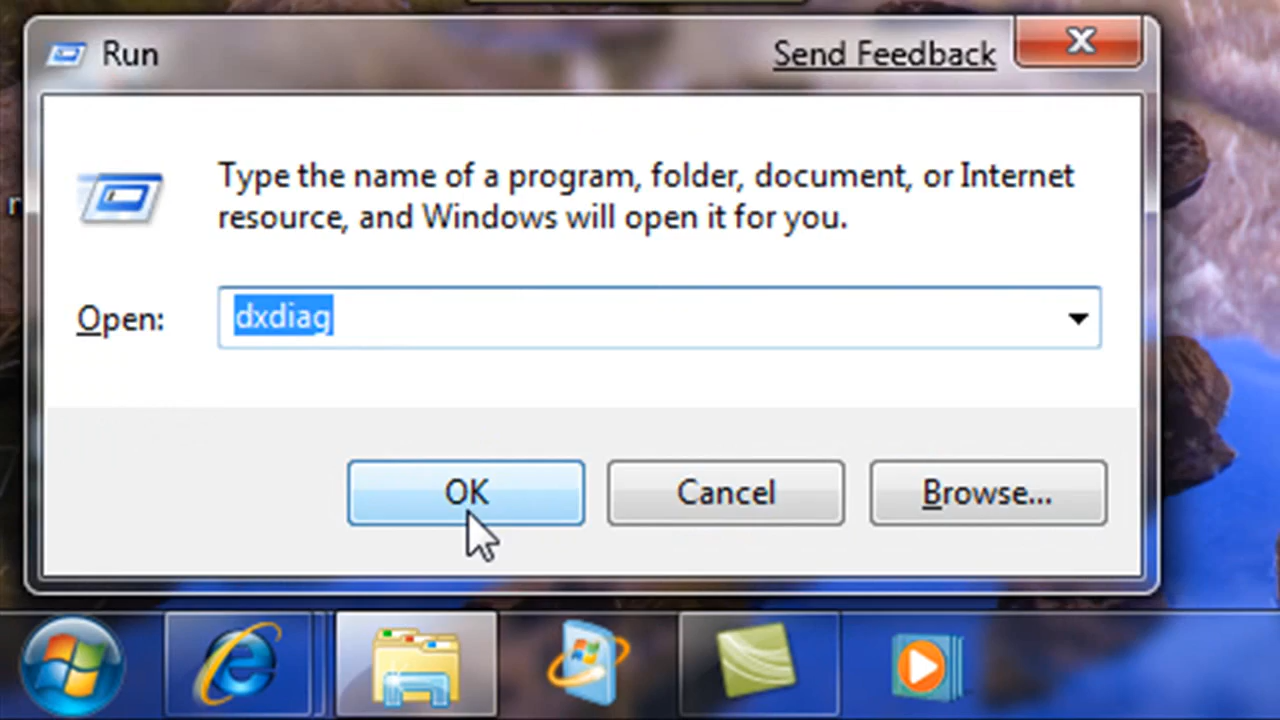 Run
Send Feedback
Type the name of a program, folder, document, or Internet
resource, and Windows will open it for you.
Open:
dxdiag
OK
Cancel
Browse...